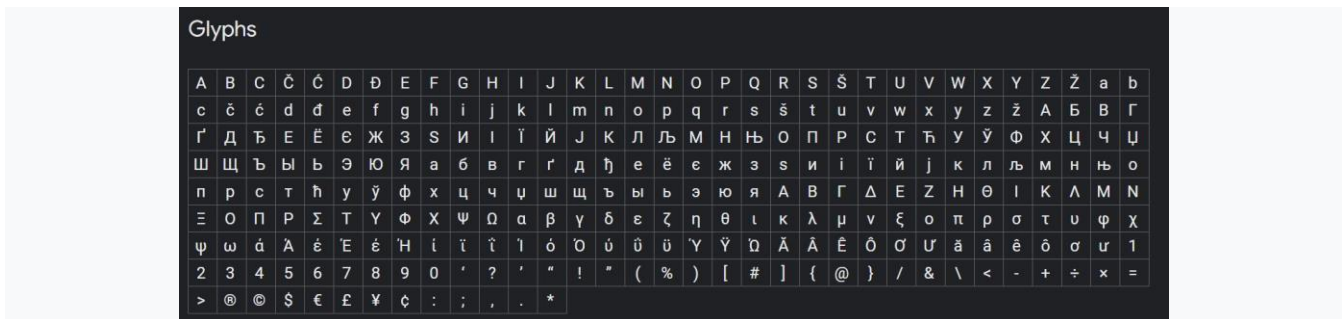 Glyphs
A B C Č Ć D Đ E F G H I J K L M N O P Q R S Š T U V W X Y Z Ž a b
c č ć d đ e f g h i j k l m n o p q r s š t u v w x y z ž А Б В Г
Ґ Д Ђ Е Ё Є Ж З Ѕ И І Ї Й Ј К Л Љ М Н Њ О П Р С Т Ћ У Ў Ф Х Ц Ч Џ
Ш Щ Ъ Ы Ь Э Ю Я а б в г ґ д ђ е ё є ж з ѕ и і ї й ј к л љ м н њ о
п р с т ћ у ў ф х ц ч џ ш щ ъ ы ь э ю я Α Β Γ Δ Ε Ζ Η Θ Ι Κ Λ Μ Ν
Ξ Ο Π Ρ Σ Τ Υ Φ Χ Ψ Ω α β γ δ ε ζ η θ ι κ λ μ ν ξ ο π ρ σ τ υ φ χ
ψ ω ά Ά έ Έ έ Ή ί ϊ ΐ Ί ό Ό ύ ΰ ϋ Ύ Ϋ Ώ Ă Â Ê Ô Ơ Ư ă â ê ô ơ ư 1
2 3 4 5 6 7 8 9 0 ‘ ? ’ “ ! ” ( % ) [ # ] { @ } / & \ < - + ÷ × =
> ® © $ € £ ¥ ¢ : ; , . *